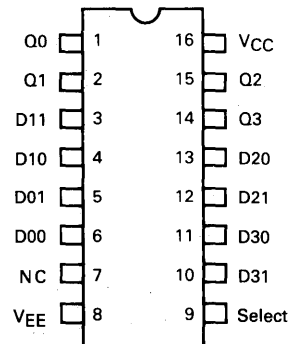 Q0 1 16 VCC
Q1 2 15 Q2
D11 3 14 Q3
D10 4 13 D20
D01 5 12 D21
D00 6 11 D30
NC 7 10 D31
VEE 8 9 Select